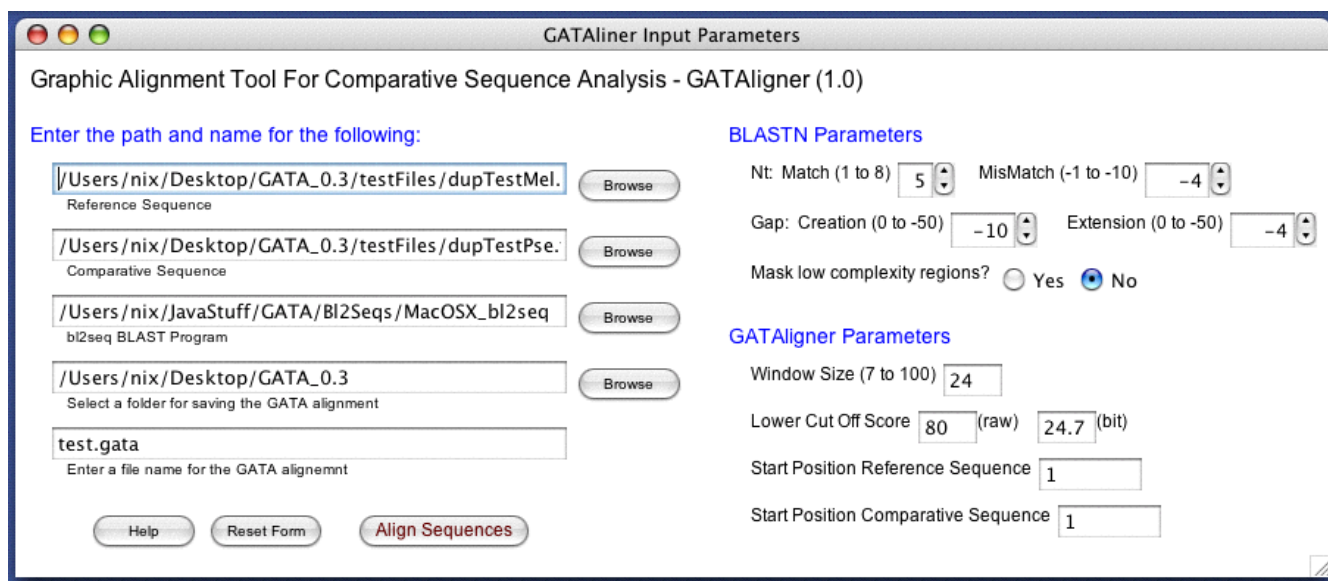 GATAliner Input Parameters
Graphic Alignment Tool For Comparative Sequence Analysis - GATAligner (1.0)
Enter the path and name for the following:
/Users/nix/Desktop/GATA_0.3/testFiles/dupTestMel.
Browse
Reference Sequence
/Users/nix/Desktop/GATA_0.3/testFiles/dupTestPse.
Browse
Comparative Sequence
/Users/nix/JavaStuff/GATA/Bl2Seqs/MacOSX_bl2seq
Browse
bl2seq BLAST Program
/Users/nix/Desktop/GATA_0.3
Browse
Select a folder for saving the GATA alignment
test.gata
Enter a file name for the GATA alignemnt
Help Reset Form Align Sequences
BLASTN Parameters
Nt: Match (1 to 8) 5 MisMatch (-1 to -10) -4
Gap: Creation (0 to -50) -10 Extension (0 to -50) -4
Mask low complexity regions? Yes No
GATAligner Parameters
Window Size (7 to 100) 24
Lower Cut Off Score 80 (raw) 24.7 (bit)
Start Position Reference Sequence 1
Start Position Comparative Sequence 1